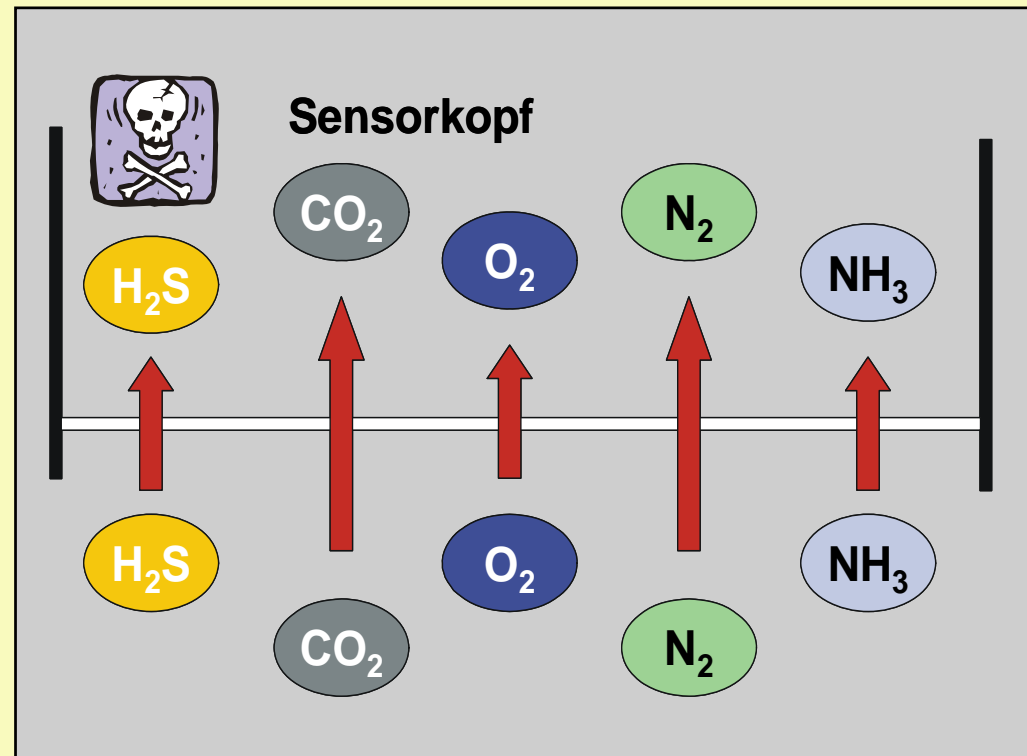 Sensorkopf
CO₂
N₂
O₂
H₂S
NH₃
H₂S
O₂
NH₃
CO₂
N₂